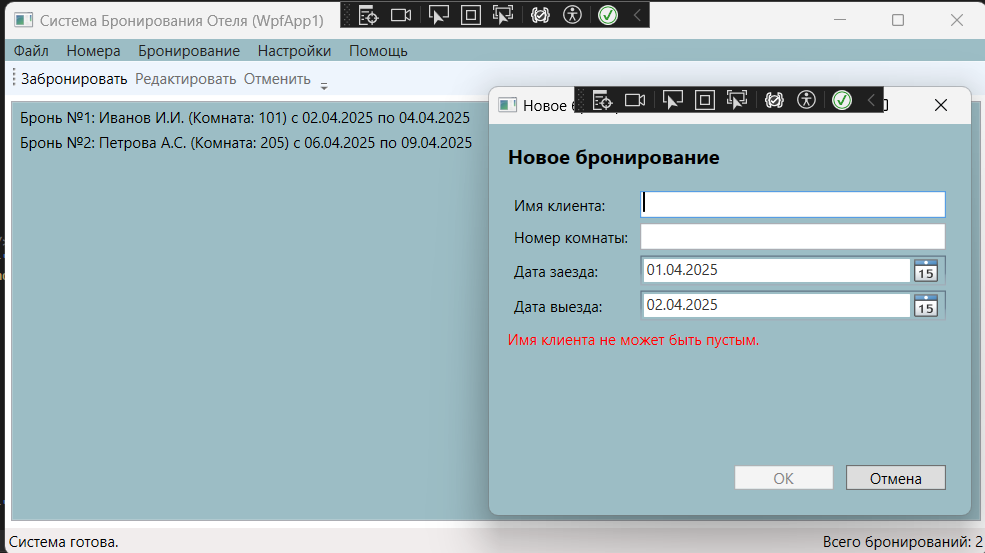 Система Бронирования Отеля (WpfApp1)
Файл Номера Бронирование Настройки Помощь
Забронировать Редактировать Отменить
Бронь №1: Иванов И.И. (Комната: 101) с 02.04.2025 по 04.04.2025
Бронь №2: Петрова А.С. (Комната: 205) с 06.04.2025 по 09.04.2025
Новое
Новое бронирование
Имя клиента:
Номер комнаты:
Дата заезда: 01.04.2025 15
Дата выезда: 02.04.2025 15
Имя клиента не может быть пустым.
ОК Отмена
Система готова. Всего бронирований: 2